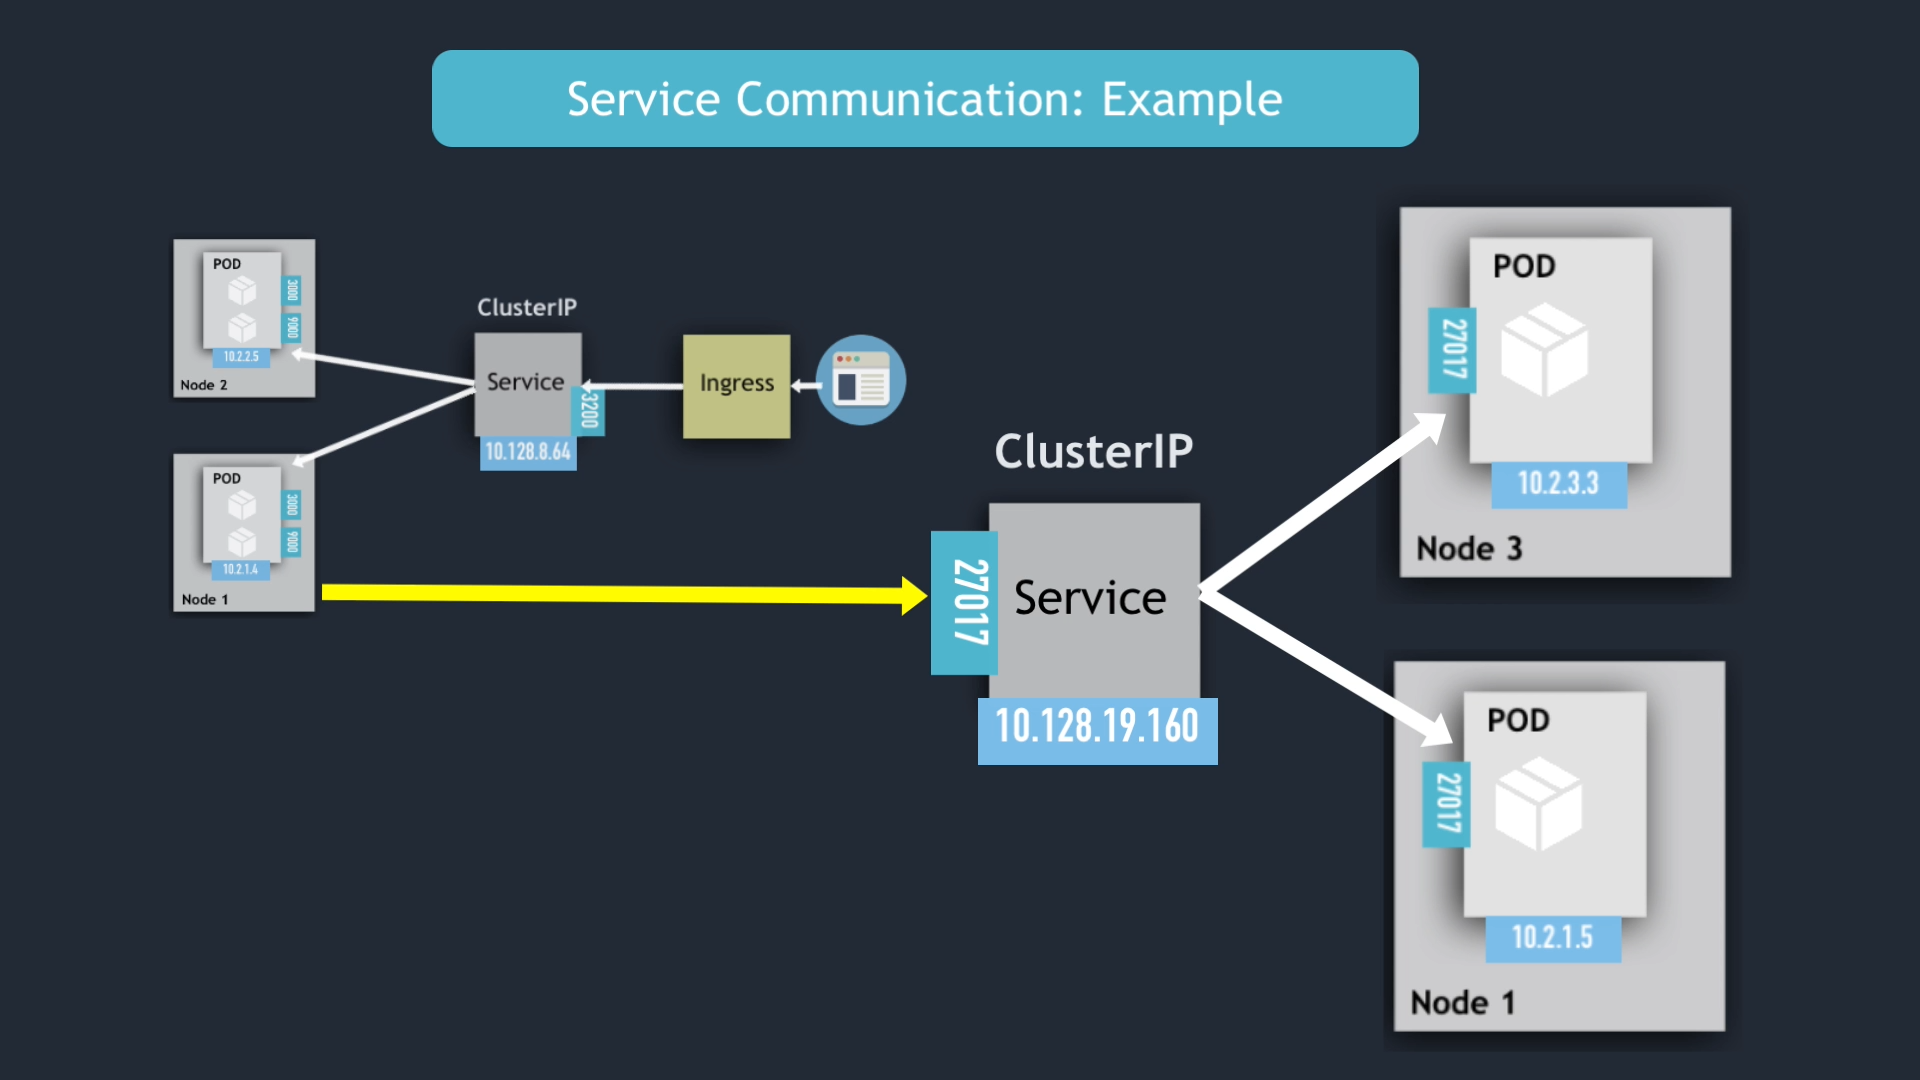 Service Communication: Example
POD
3000
9000
10.2.2.5
Node 2
ClusterIP
Service
3200
10.128.8.64
Ingress
POD
3000
9000
10.2.1.4
Node 1
ClusterIP
27017
Service
10.128.19.160
POD
27017
10.2.3.3
Node 3
POD
27017
10.2.1.5
Node 1